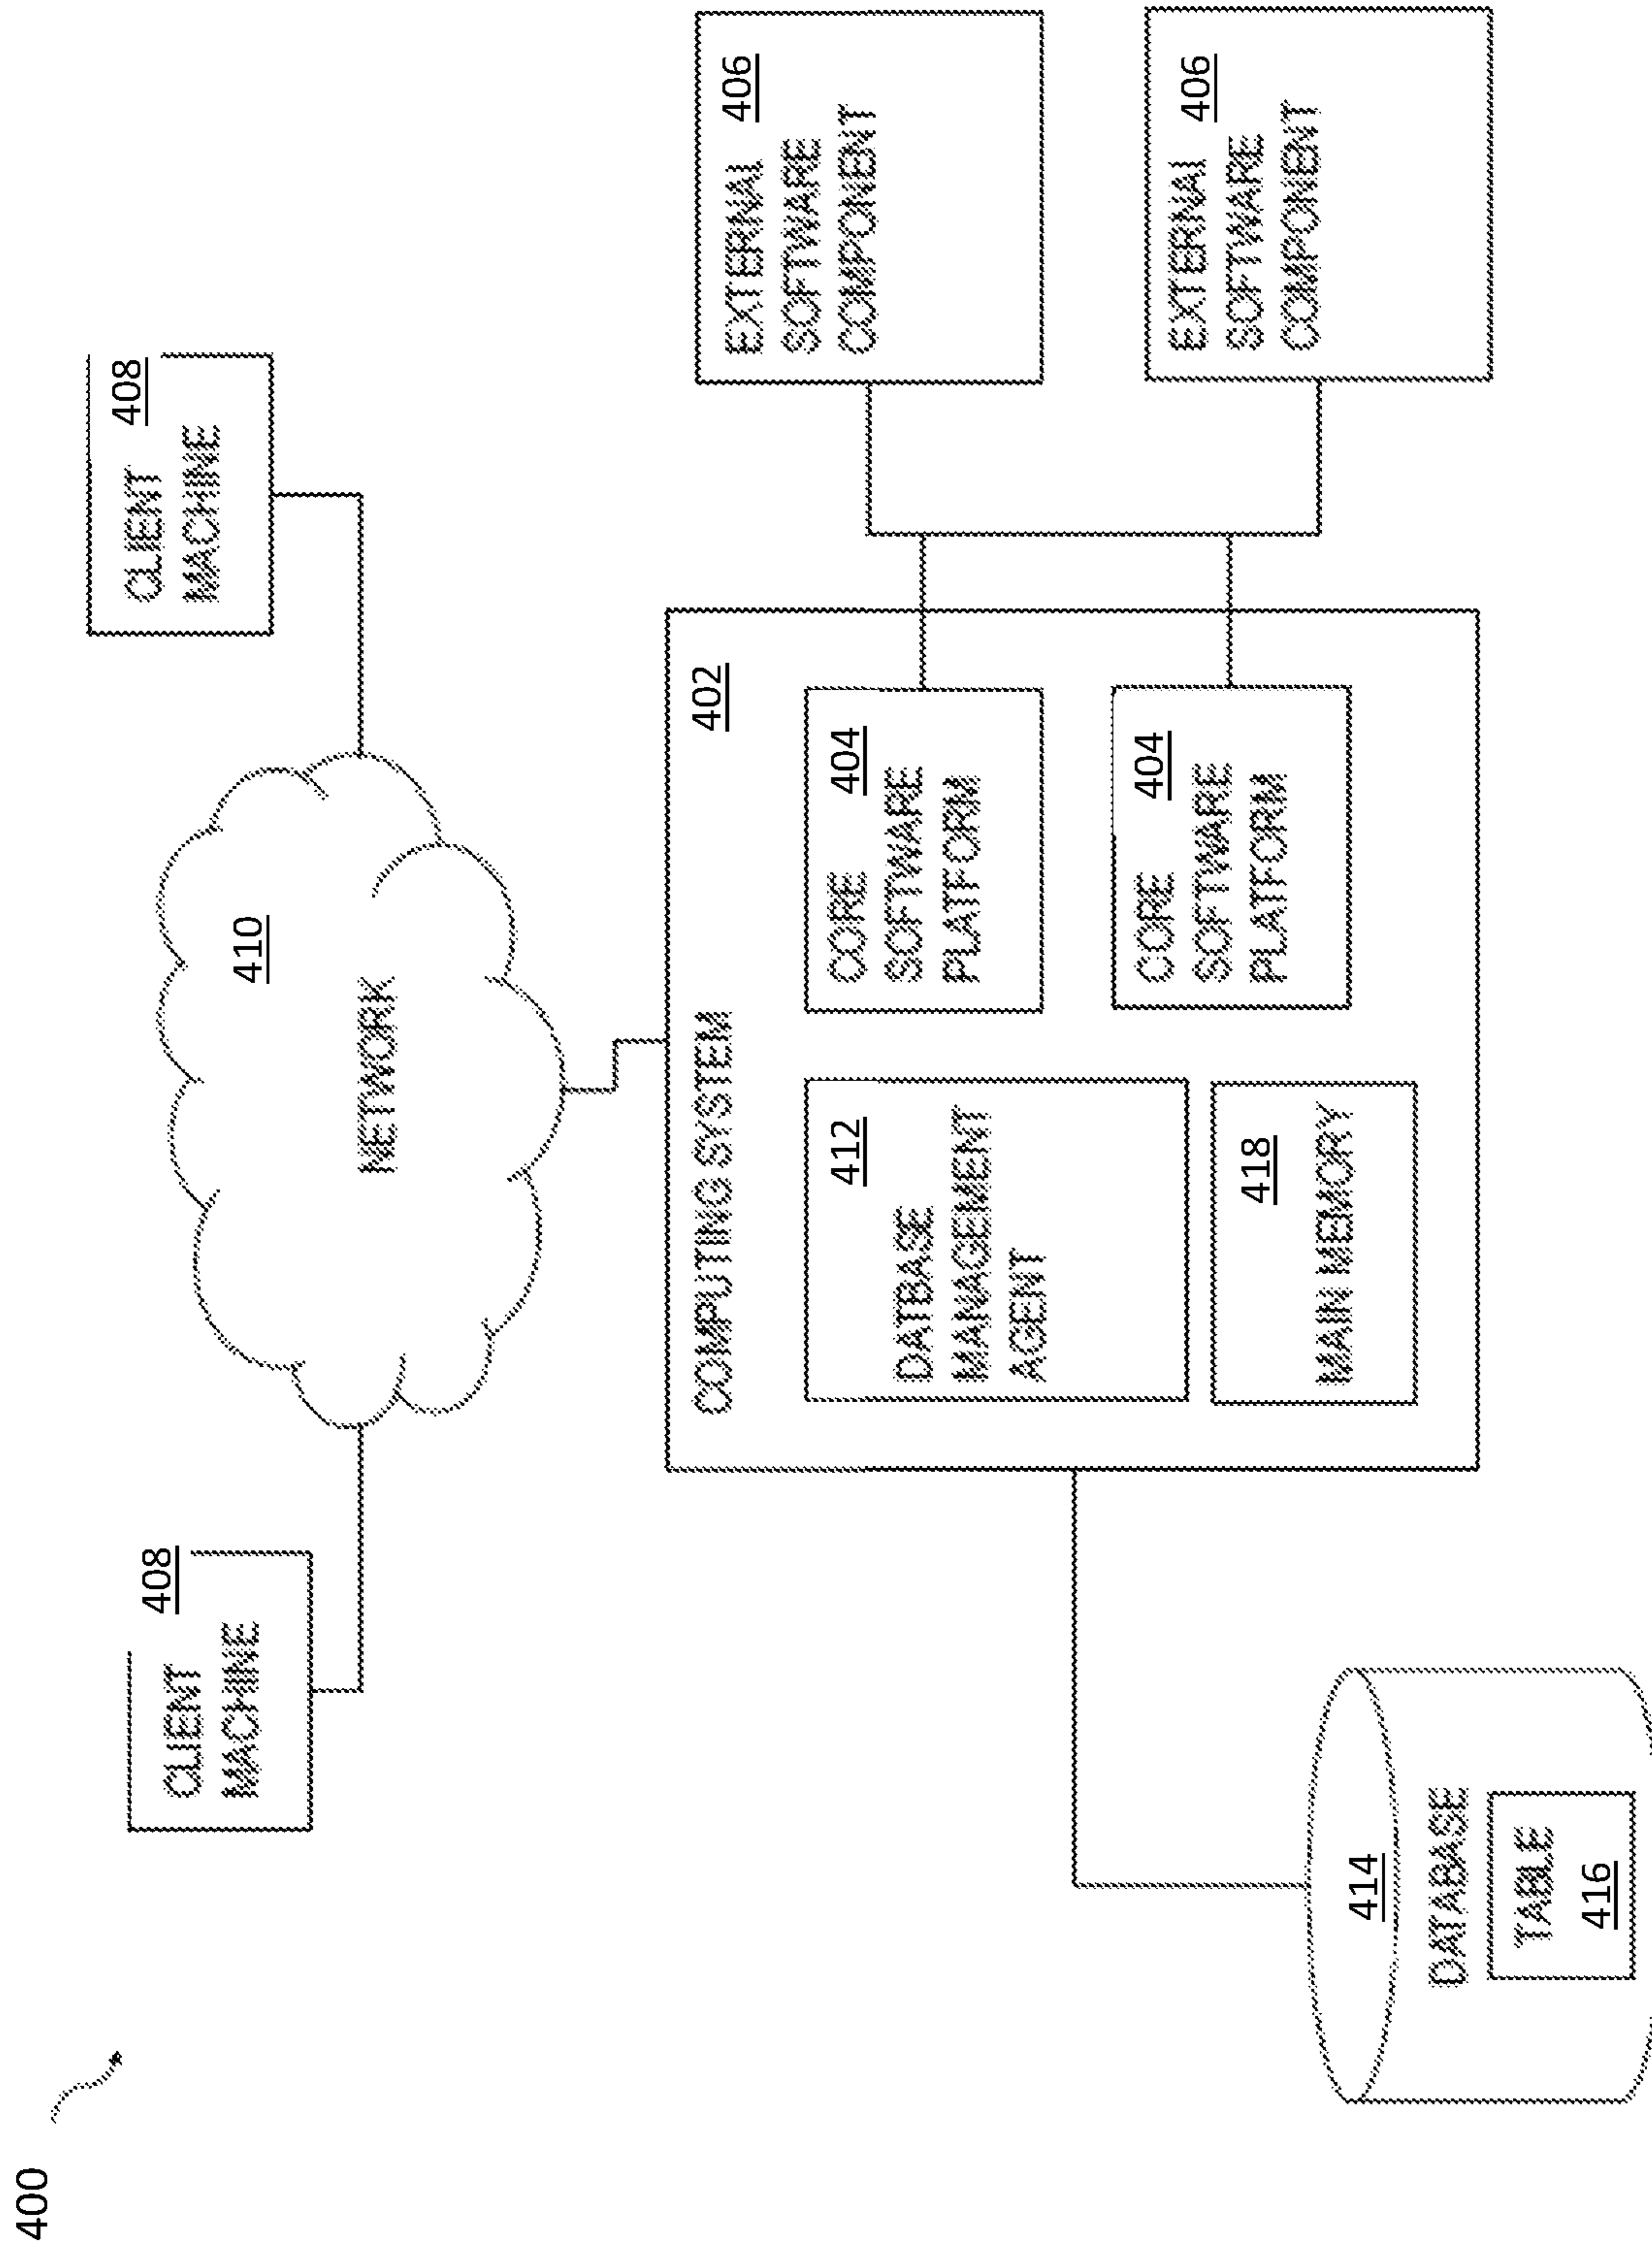 400
CLIENT 408
MACHINE
CLIENT 408
MACHINE
410
NETWORK
COMPUTING SYSTEM 402
412
DATBASE
MANAGEMENT
AGENT
418
MAIN MEMORY
CORE 404
SOFTWARE
PLATFORM
CORE 404
SOFTWARE
PLATFORM
EXTERNAL 406
SOFTWARE
COMPONENT
EXTERNAL 406
SOFTWARE
COMPONENT
414
DATABASE
TABLE
416